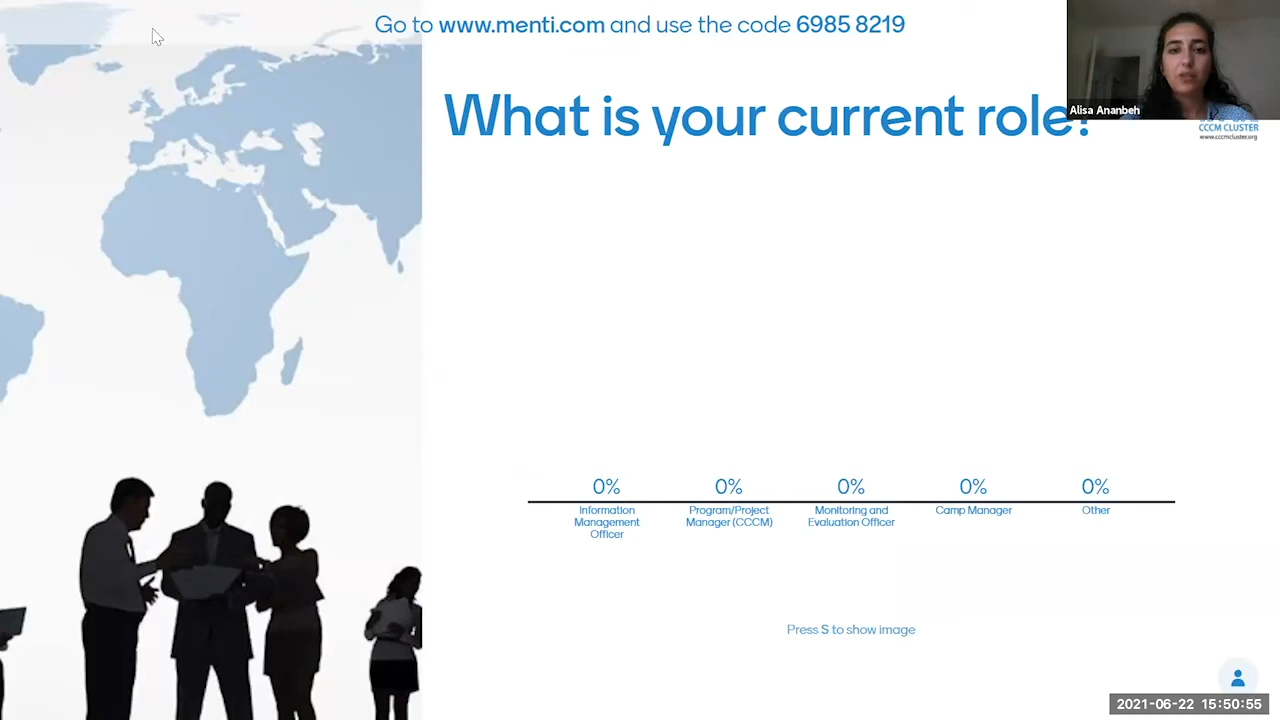 Go to www.menti.com and use the code 6985 8219
What is your current role?
Alisa Ananbeh
CCCM CLUSTER
www.cccmcluster.org
0%
0%
0%
0%
0%
Information
Management
Officer
Program/Project
Manager (CCCM)
Monitoring and
Evaluation Officer
Camp Manager
Other
Press S to show image
2021-06-22 15:50:55